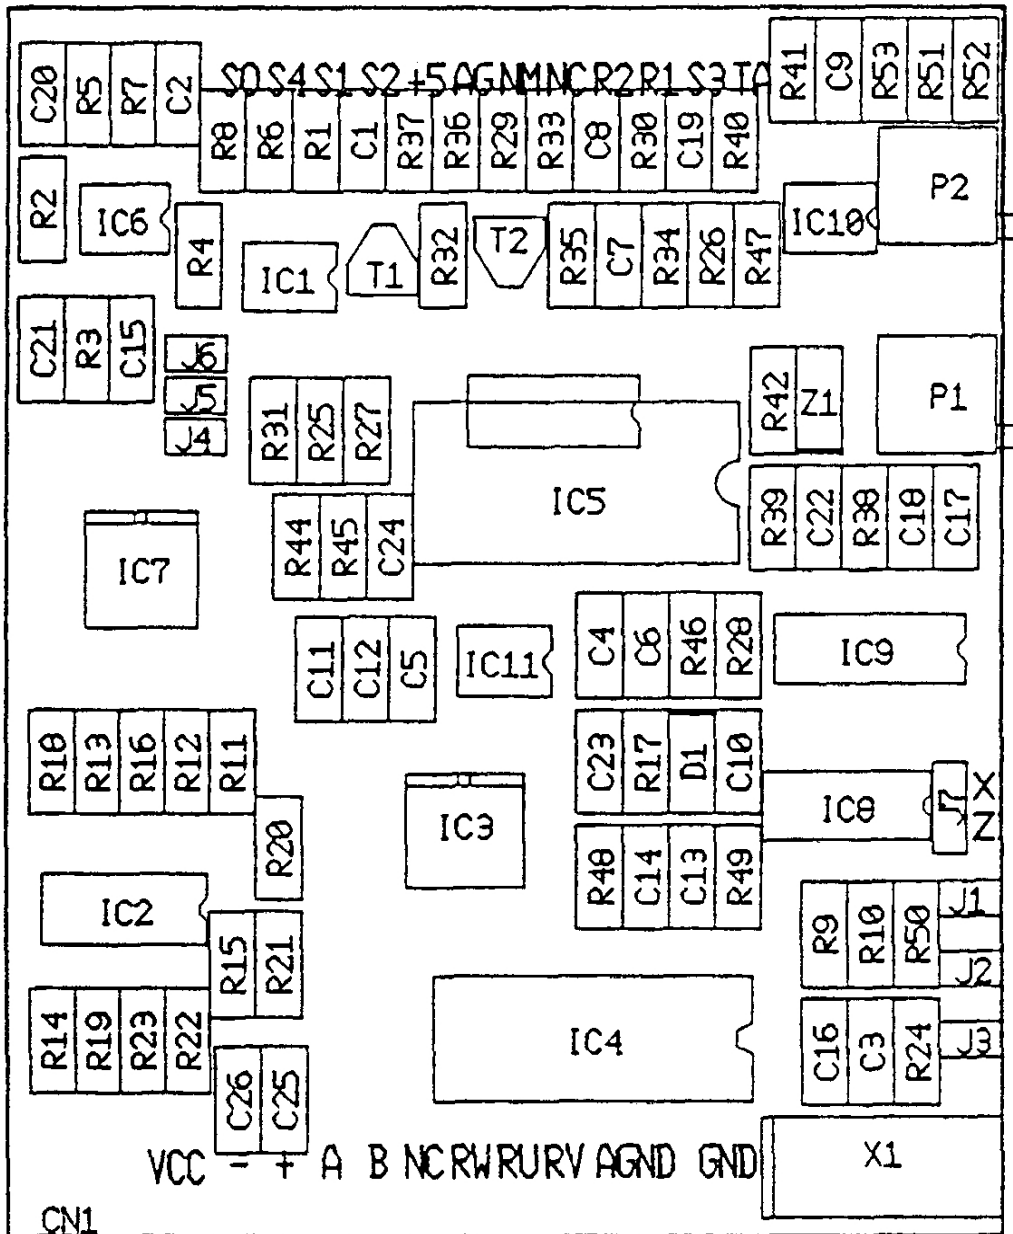 S0 S4 S1 S2 +5 AGNMNCR2 R1 S3 TA
C20 R5 R7 C2
R41 C9 R53 R51 R52
R8 R6 R1 C1 R37 R36 R29 R33 C8 R30 C19 R40
R2 IC6 R4 IC1 T1 R32 T2 R35 C7 R34 R26 R47 IC10 P2
C21 R3 C15 J6
J5
J4
R31 R25 R27
R42 Z1 P1
IC5
R44 R45 C24
R39 C22 R38 C18 C17
IC7
C11 C12 C5 IC11 C4 C6 R46 R28 IC9
R18 R13 R16 R12 R11
C23 R17 D1 C10
IC3 IC8 J7 X
Z
R20
R48 C14 C13 R49
IC2
R9 R10 R50 J1
J2
R15 R21
R14 R19 R23 R22
IC4
C16 C3 R24 J3
C26 C25
VCC - + A B NC RW RU RV AGND GND
X1
CN1